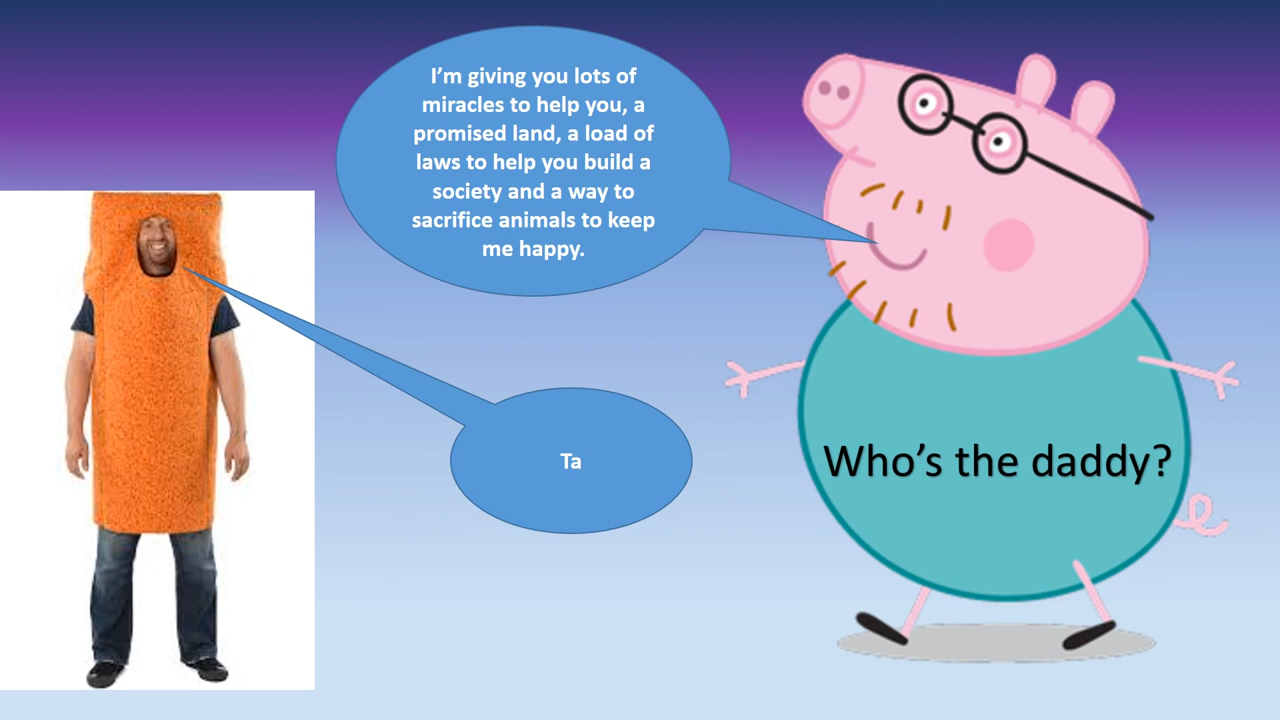 I’m giving you lots of
miracles to help you, a
promised land, a load of
laws to help you build a
society and a way to
sacrifice animals to keep
me happy.
Ta
Who’s the daddy?